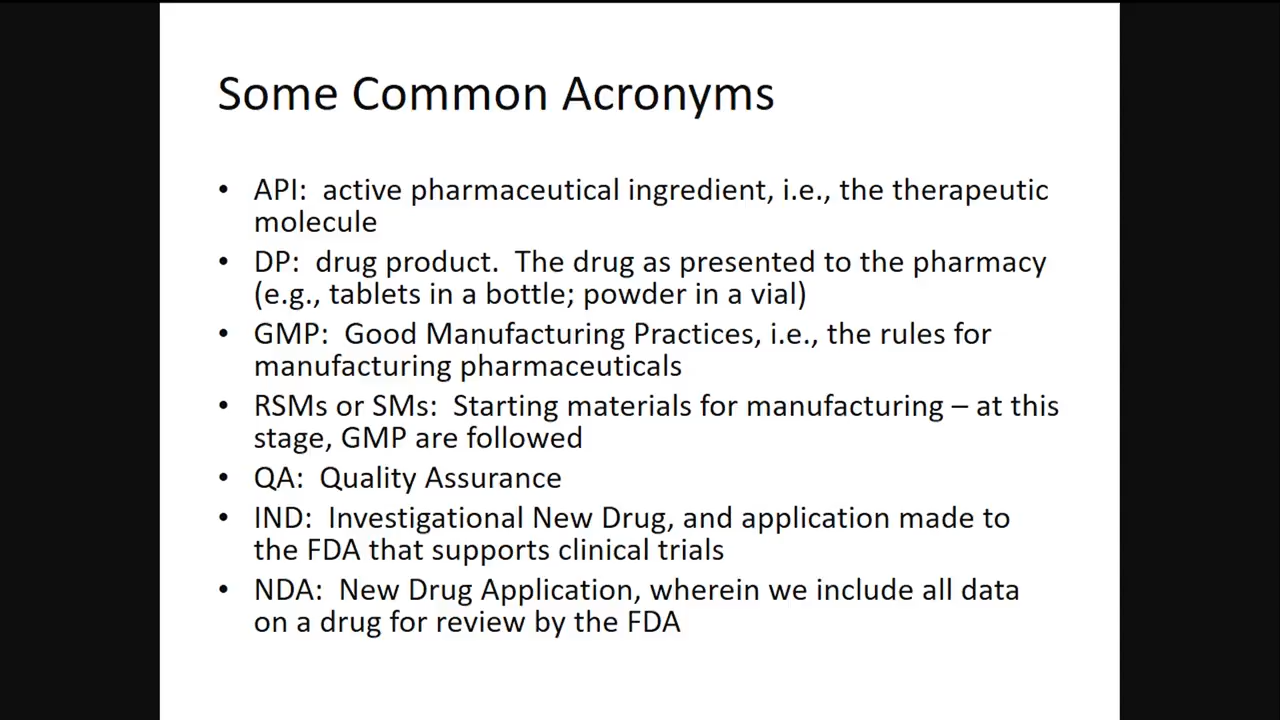 Some Common Acronyms
• API:  active pharmaceutical ingredient, i.e., the therapeutic
molecule
• DP:  drug product.  The drug as presented to the pharmacy
(e.g., tablets in a bottle; powder in a vial)
• GMP:  Good Manufacturing Practices, i.e., the rules for
manufacturing pharmaceuticals
• RSMs or SMs:  Starting materials for manufacturing – at this
stage, GMP are followed
• QA:  Quality Assurance
• IND:  Investigational New Drug, and application made to
the FDA that supports clinical trials
• NDA:  New Drug Application, wherein we include all data
on a drug for review by the FDA